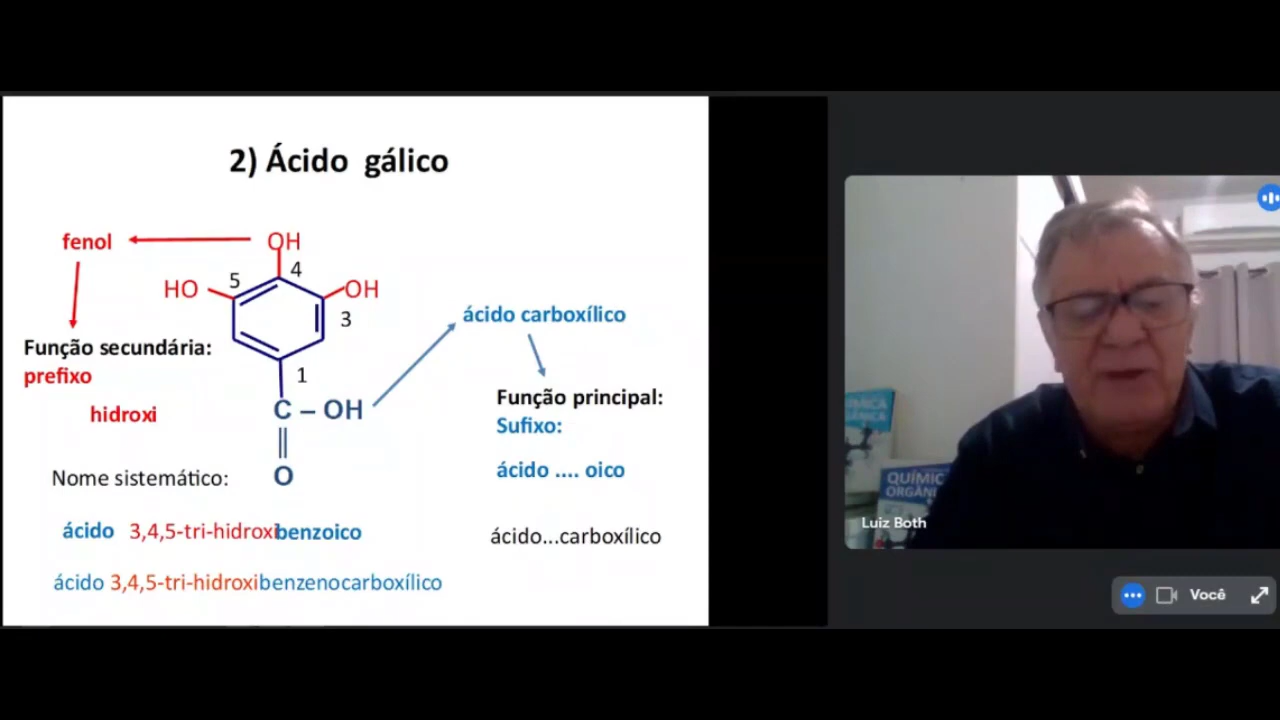 2) Ácido gálico
fenol
OH
5
4
HO
OH
3
ácido carboxílico
Função secundária:
prefixo
1
hidroxi
C – OH
Função principal:
Sufixo:
O
ácido .... oico
Nome sistemático:
ácido 3,4,5-tri-hidroxibenzoico
ácido...carboxílico
ácido 3,4,5-tri-hidroxibenzenocarboxílico
QUÍMIC
ORGÂN
Luiz Both
Você